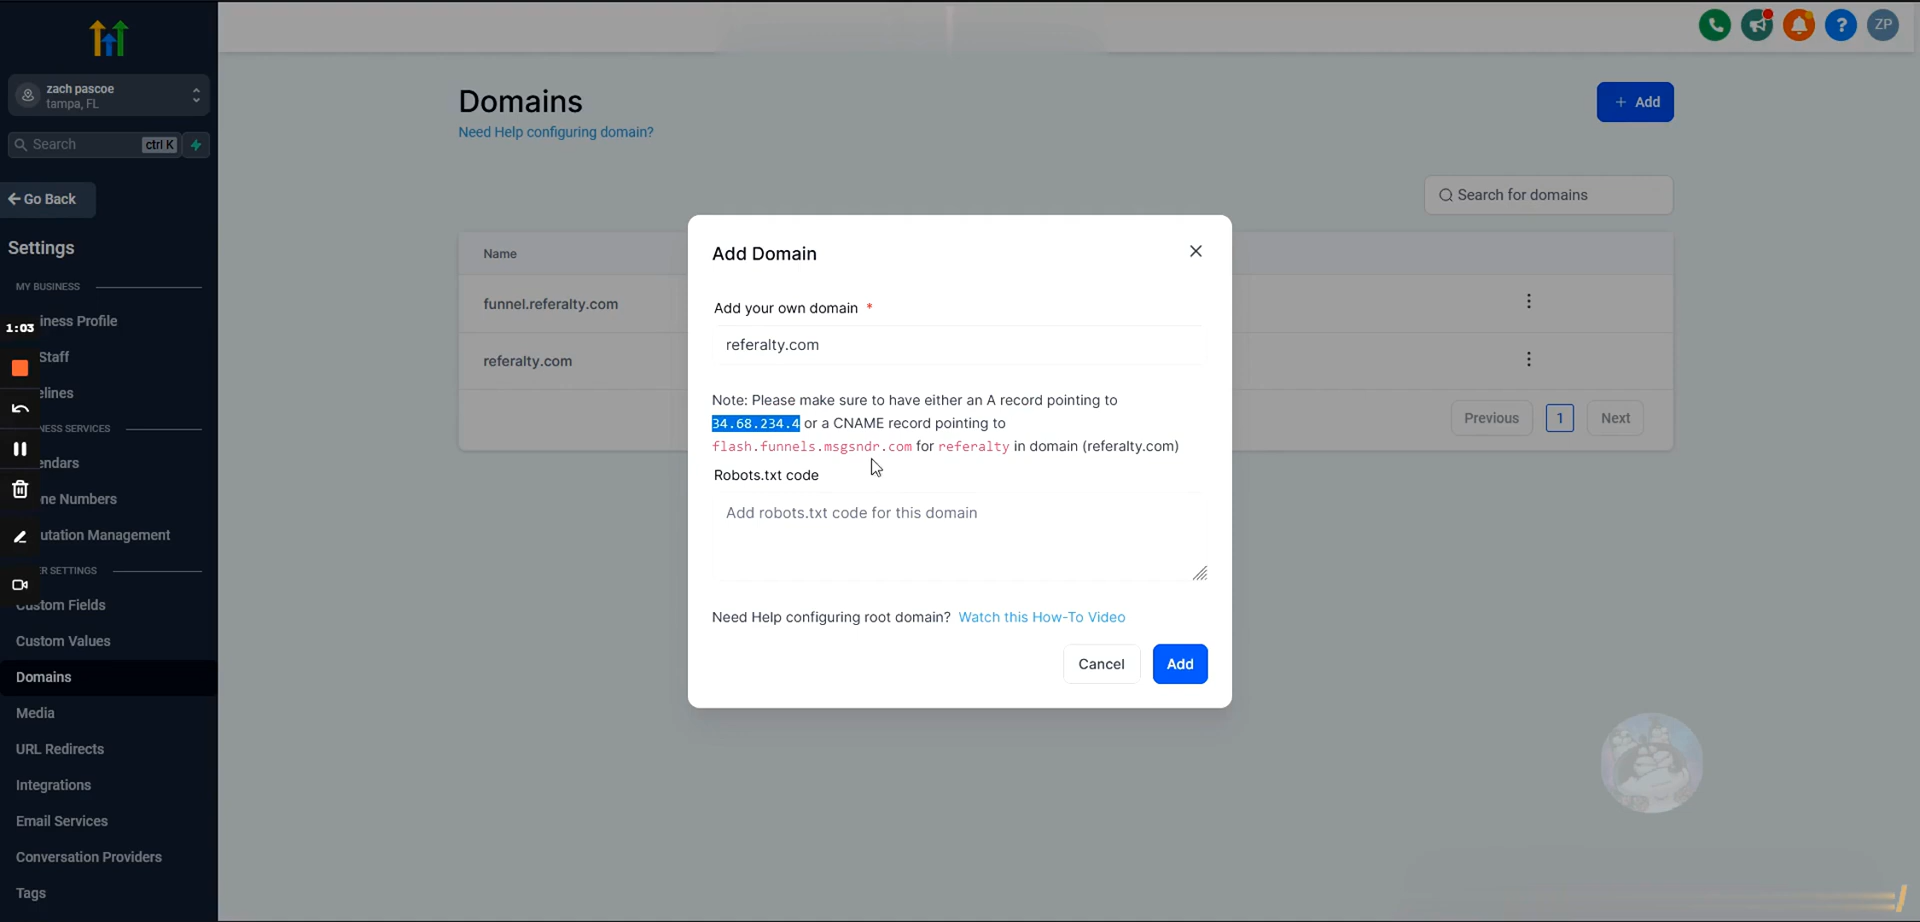 ZP
zach pascoe
tampa, FL
Search
ctrl K
Go Back
Settings
MY BUSINESS
1:03
iness Profile
Staff
elines
NESS SERVICES
endars
ne Numbers
utation Management
ER SETTINGS
Custom Fields
Custom Values
Domains
Media
URL Redirects
Integrations
Email Services
Conversation Providers
Tags
Domains
Need Help configuring domain?
+ Add
Search for domains
Name
funnel.referalty.com
referalty.com
Previous
1
Next
Add Domain
Add your own domain *
referalty.com
Note: Please make sure to have either an A record pointing to
34.68.234.4 or a CNAME record pointing to
flash.funnels.msgsndr.com for referalty in domain (referalty.com)
Robots.txt code
Add robots.txt code for this domain
Need Help configuring root domain? Watch this How-To Video
Cancel
Add